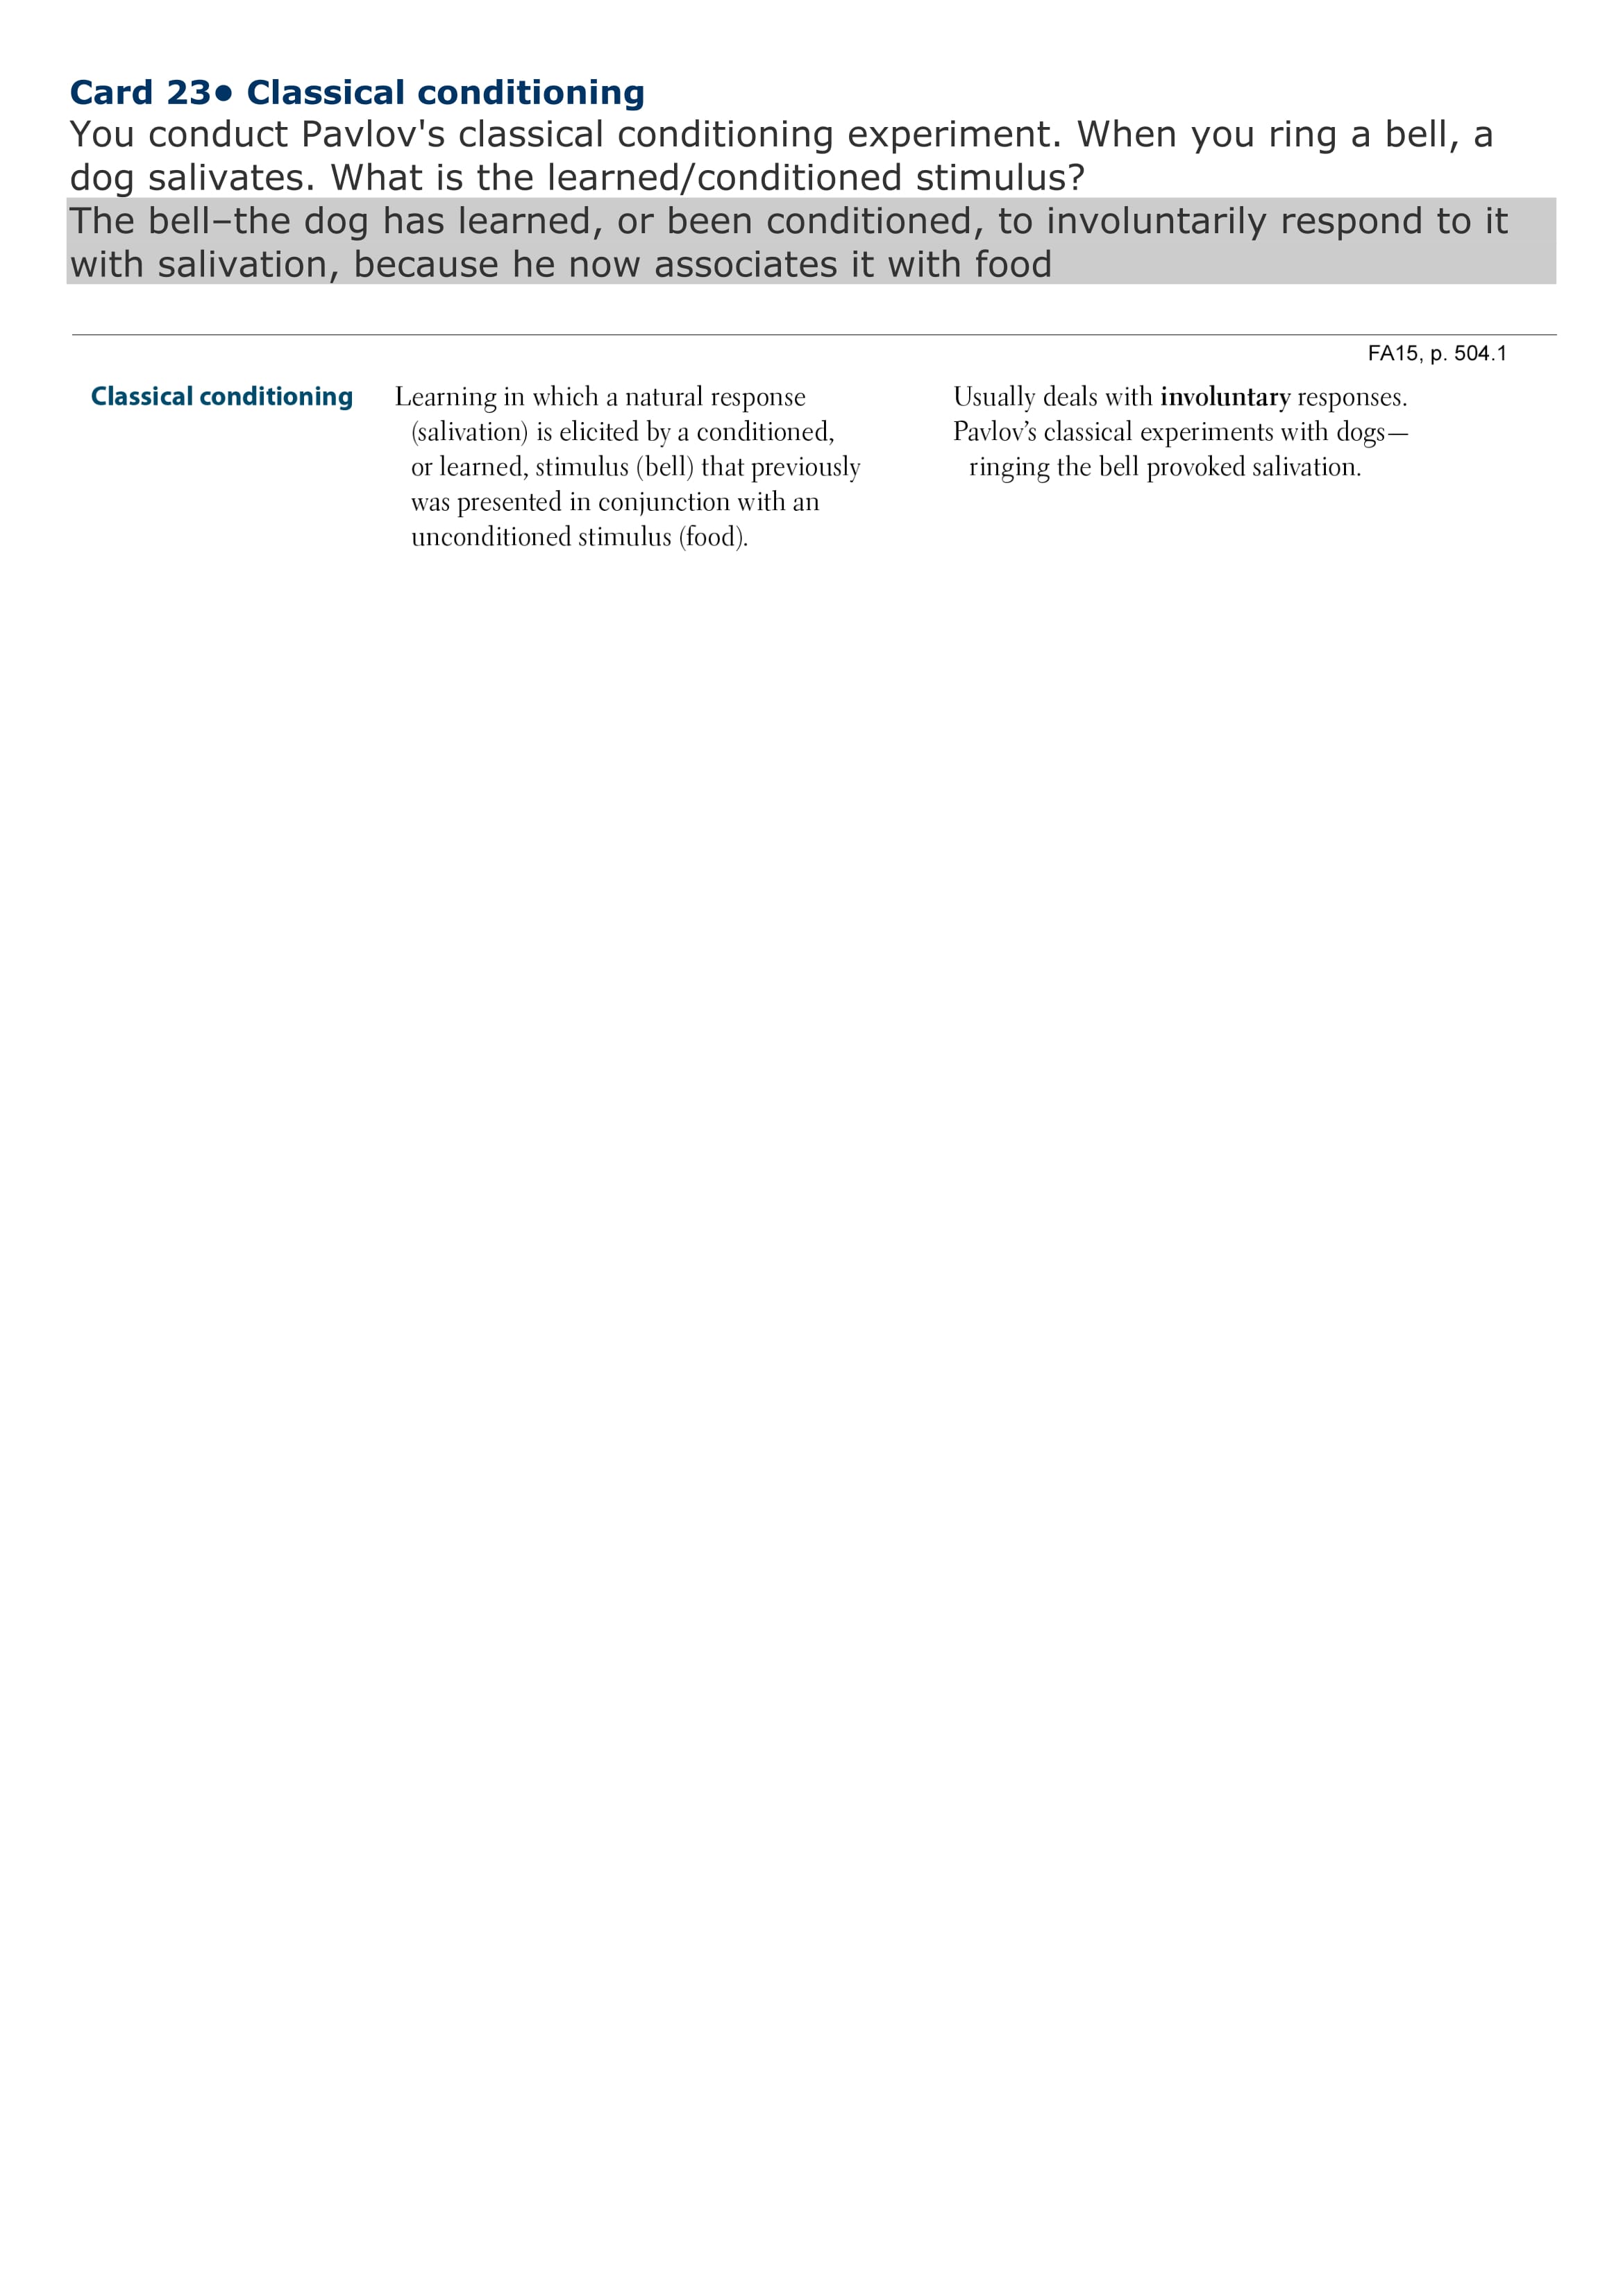 Card 23● Classical conditioning
You conduct Pavlov's classical conditioning experiment. When you ring a bell, a
dog salivates. What is the learned/conditioned stimulus?
The bell–the dog has learned, or been conditioned, to involuntarily respond to it
with salivation, because he now associates it with food
FA15, p. 504.1
Classical conditioning
Learning in which a natural response
(salivation) is elicited by a conditioned,
or learned, stimulus (bell) that previously
was presented in conjunction with an
unconditioned stimulus (food).
Usually deals with involuntary responses.
Pavlov’s classical experiments with dogs—
ringing the bell provoked salivation.